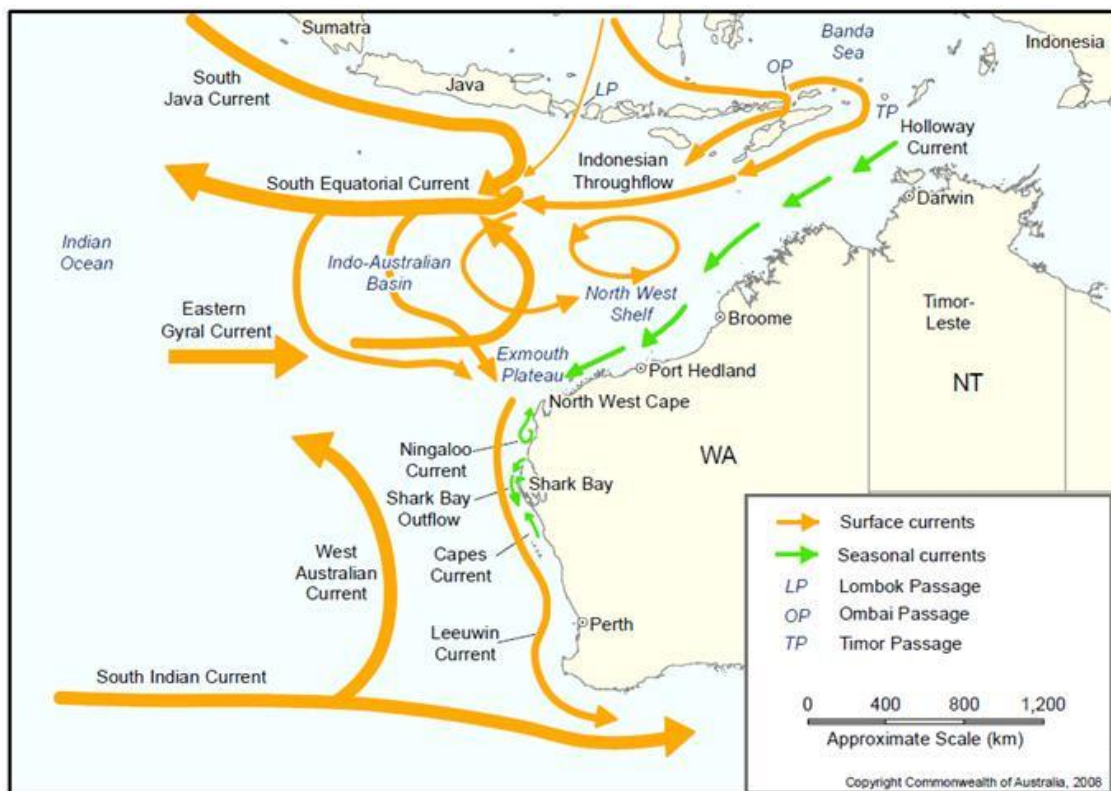 Sumatra
Banda
Sea
Indonesia
South
Java Current
Java
LP
OP
TP
Holloway
Current
Indonesian
Throughflow
South Equatorial Current
Darwin
Indian
Ocean
Indo-Australian
Basin
North West
Shelf
Timor-
Leste
Eastern
Gyral Current
Broome
Exmouth
Plateau
Port Hedland
NT
North West Cape
Ningaloo
Current
WA
Shark Bay
Shark Bay
Outflow
Capes
Current
West
Australian
Current
Leeuwin
Current
Perth
South Indian Current
Surface currents
Seasonal currents
LP Lombok Passage
OP Ombai Passage
TP Timor Passage
0 400 800 1,200
Approximate Scale (km)
Copyright Commonwealth of Australia, 2008